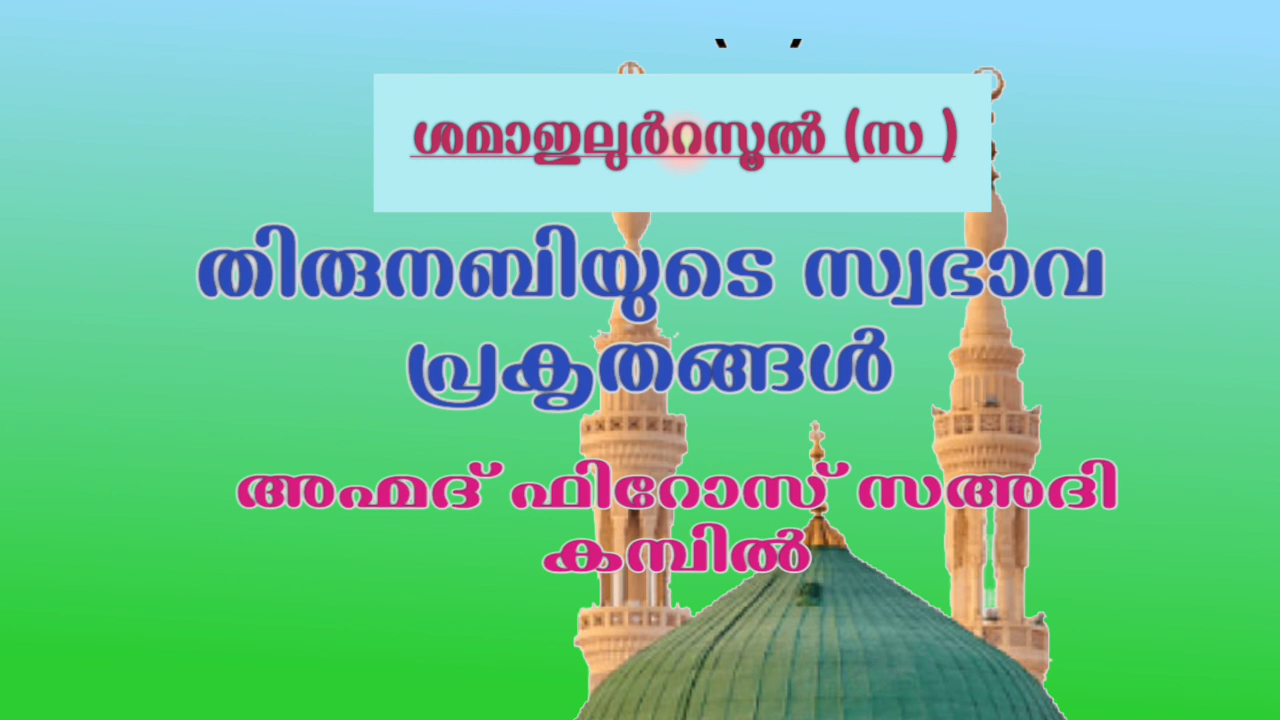 ശമാഇലുർറസൂൽ (സ )
തിരുനബിയുടെ സ്വഭാവ
പ്രകൃതങ്ങൾ
അഹ്മദ് ഫിറോസ് സഅദി
കമ്പിൽ